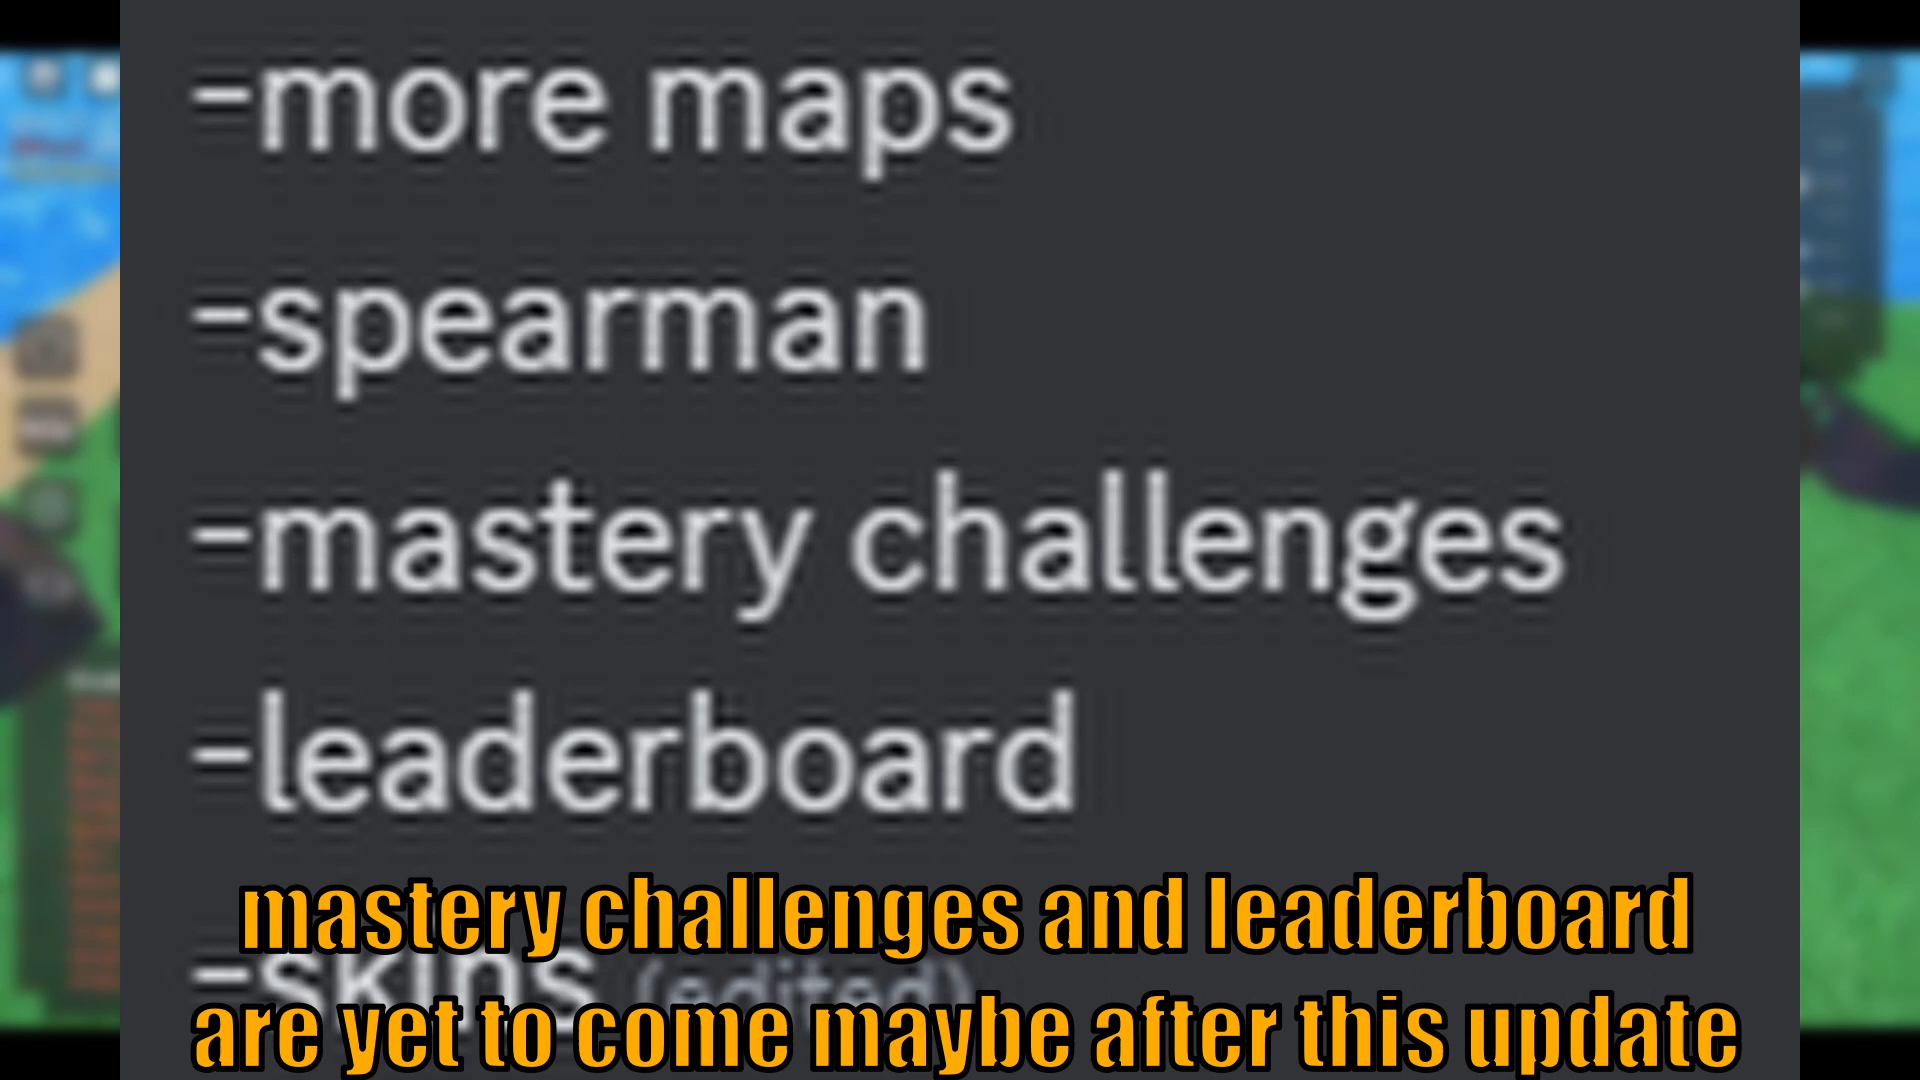 -more maps
-spearman
-mastery challenges
-leaderboard
-skins (edited)
mastery challenges and leaderboard
are yet to come maybe after this update